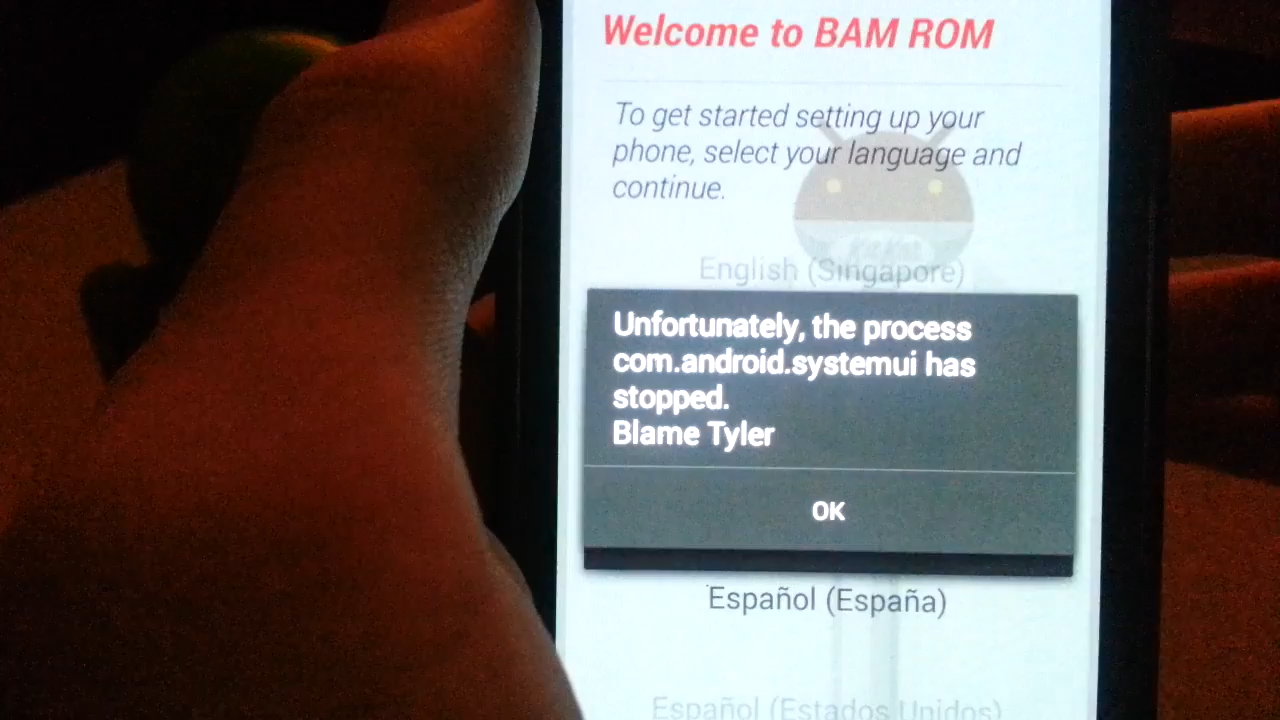 Welcome to BAM ROM
To get started setting up your
phone, select your language and
continue.
English (Singapore)
Unfortunately, the process
com.android.systemui has
stopped.
Blame Tyler
OK
Español (España)
Español (Estados Unidos)